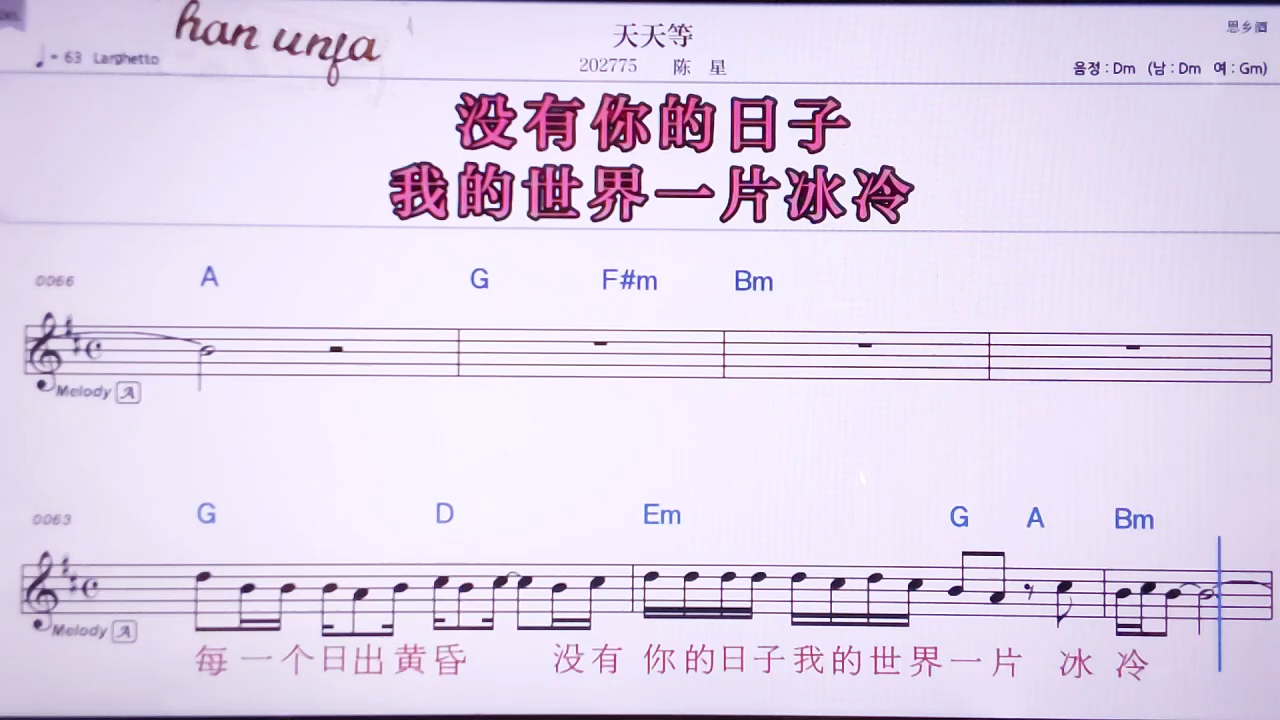 han unja
天天等
恩乡酒
♩= 63 Larghetto
202775 陈 星
음정 : Dm (남 : Dm 여 : Gm)
没有你的日子
我的世界一片冰冷
0066
A G F#m Bm
Melody A
0063
G D Em G A Bm
Melody A
每一个日出黄昏 没有 你的日子我的世界一片 冰 冷